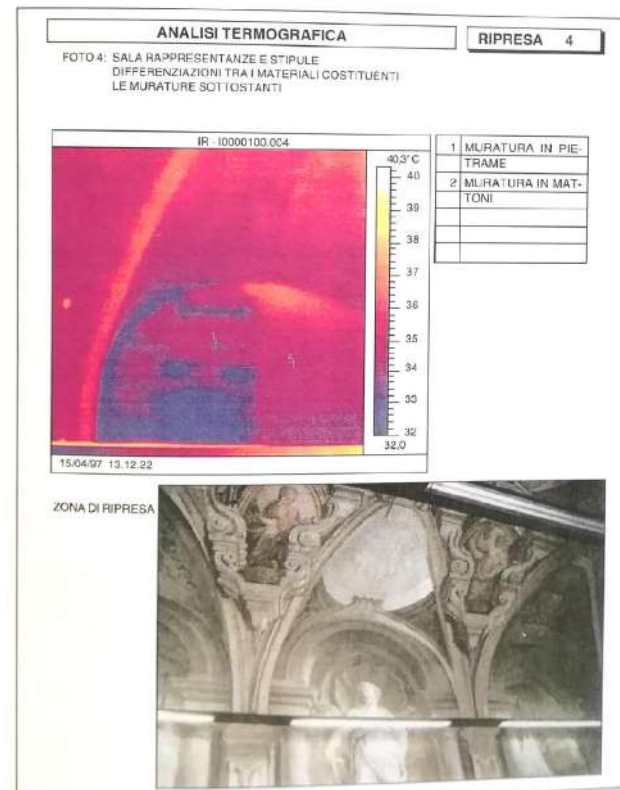 ANALISI TERMOGRAFICA
RIPRESA 4
FOTO 4: SALA RAPPRESENTANZE E STIPULE
DIFFERENZIAZIONI TRA I MATERIALI COSTITUENTI
LE MURATURE SOTTOSTANTI
IR - I0000100.004
40,3°C
40
39
38
37
36
35
34
33
32
32,0
15/04/97 13.12.22
1 MURATURA IN PIE-
TRAME
2 MURATURA IN MAT-
TONI
ZONA DI RIPRESA